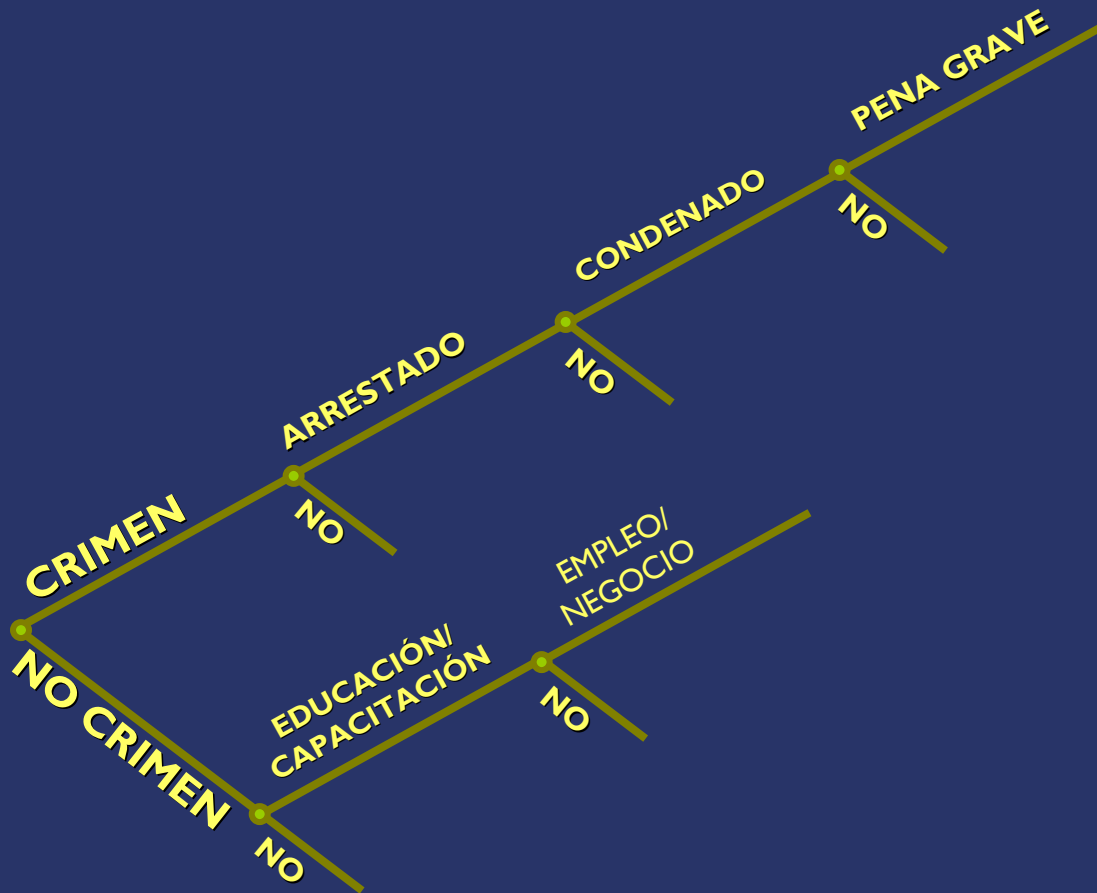 PENA GRAVE
NO
CONDENADO
NO
ARRESTADO
NO
CRIMEN
EMPLEO/
NEGOCIO
NO
EDUCACIÓN/
CAPACITACIÓN
NO CRIMEN
NO